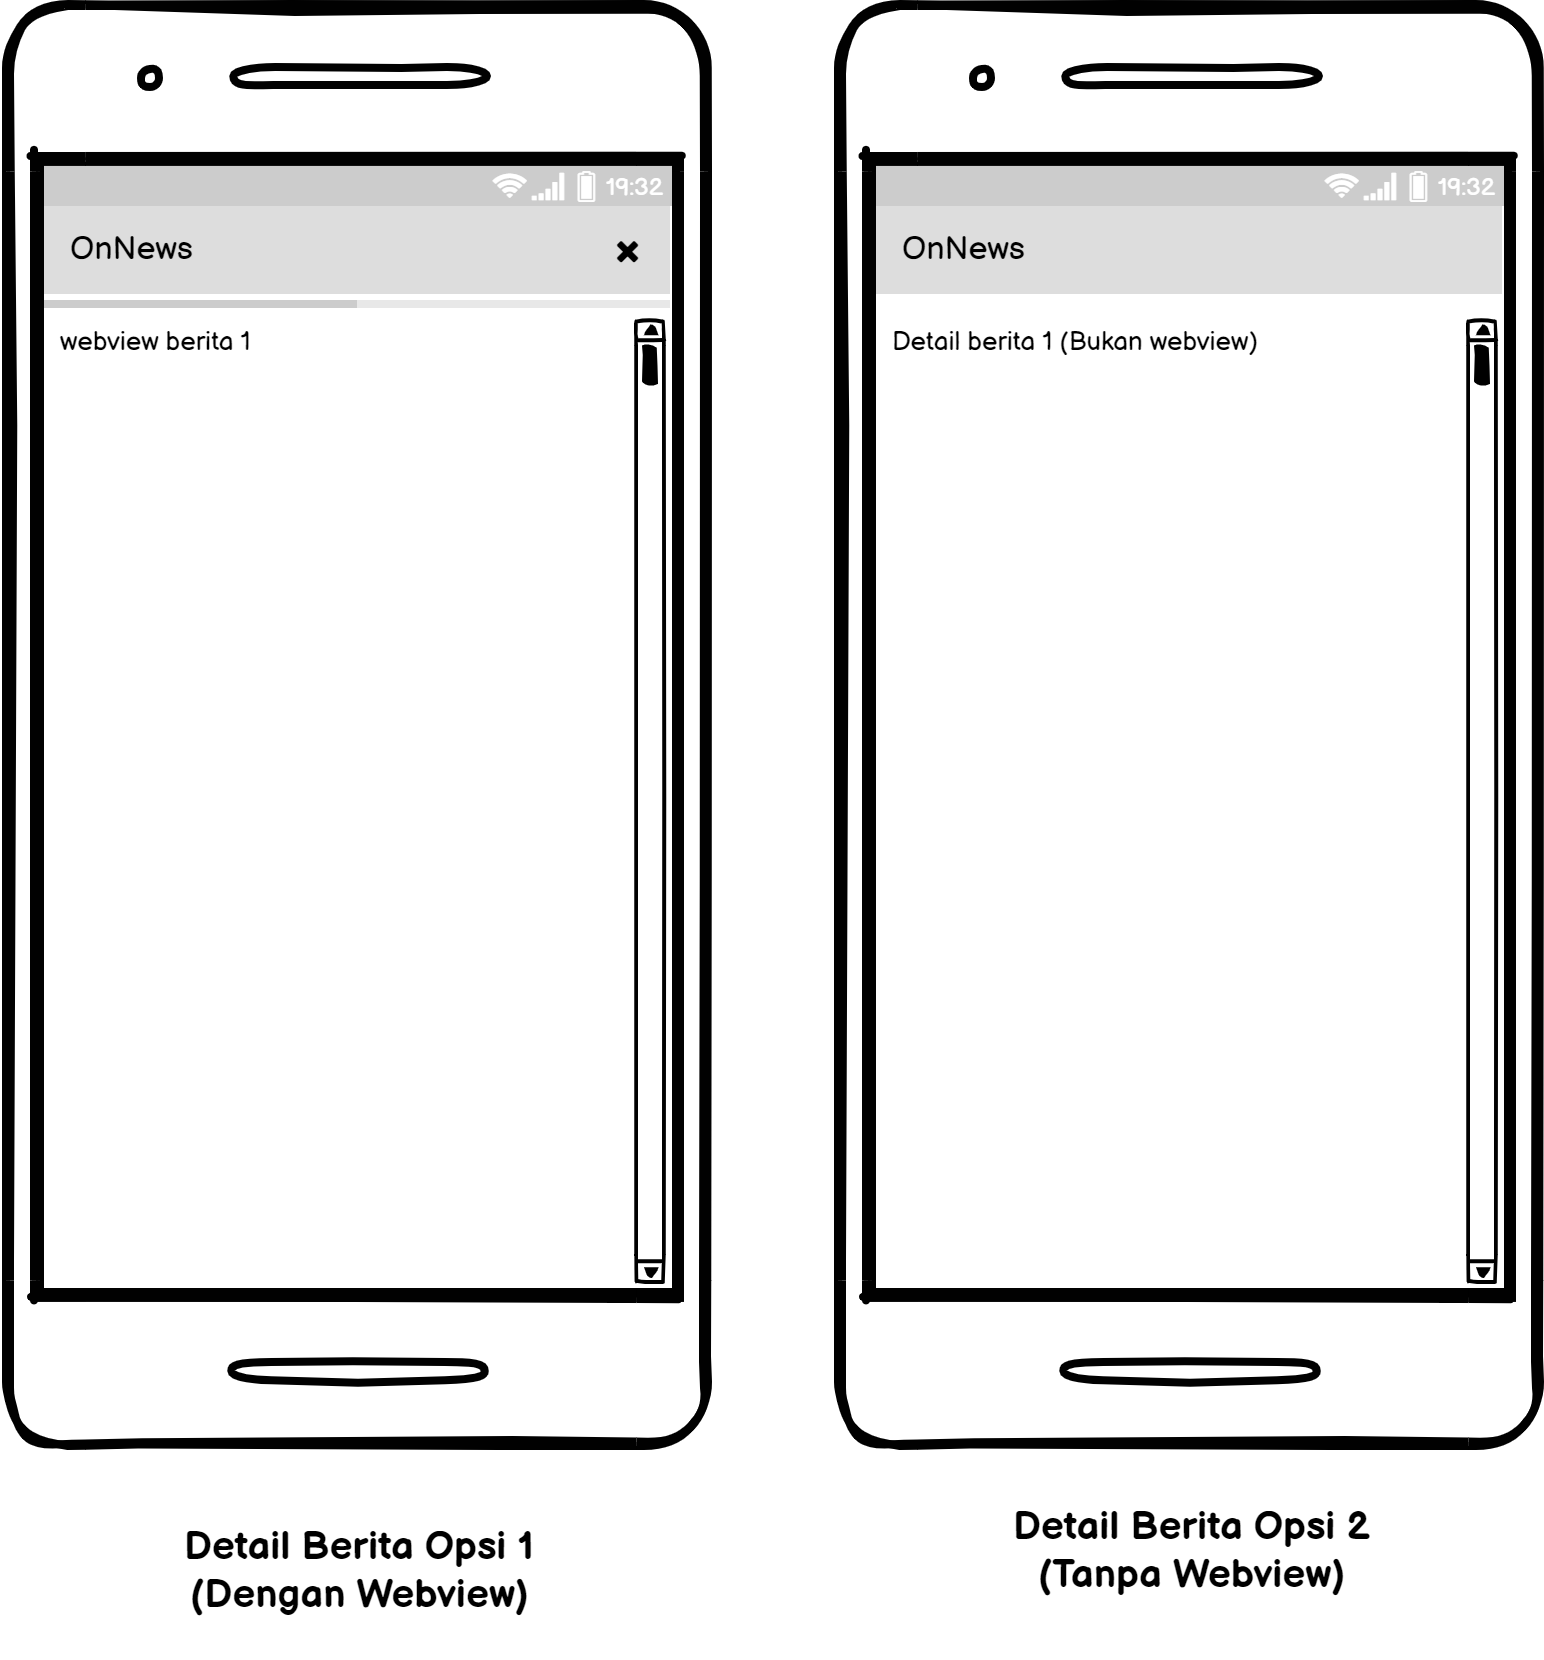 19:32
OnNews
webview berita 1
Detail Berita Opsi 1
(Dengan Webview)
19:32
OnNews
Detail berita 1 (Bukan webview)
Detail Berita Opsi 2
(Tanpa Webview)